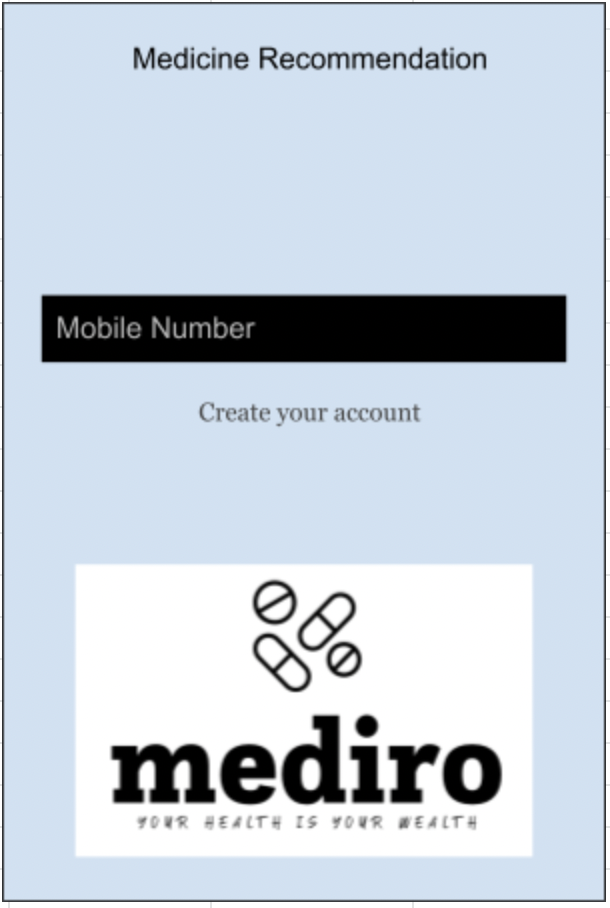 Medicine Recommendation
Mobile Number
Create your account
mediro
YOUR HEALTH IS YOUR WEALTH